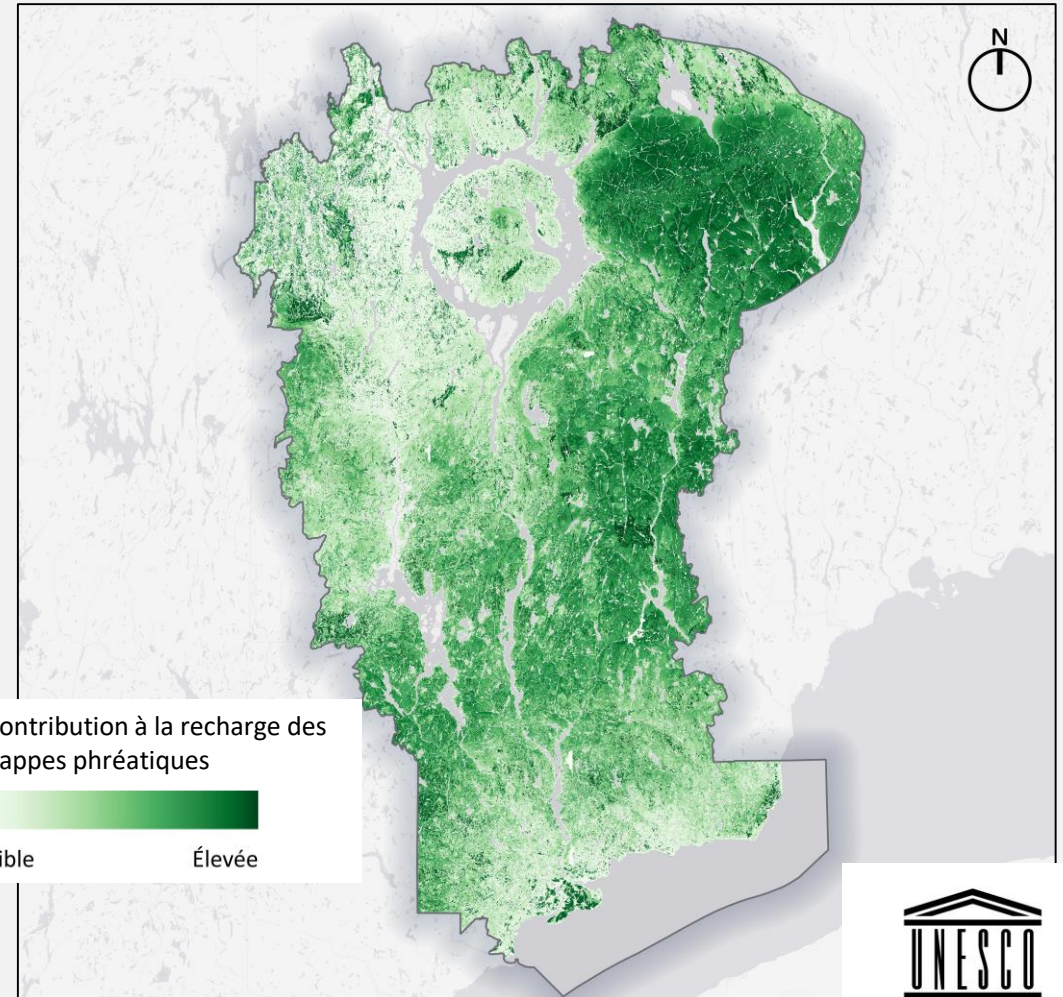 N
ontribution à la recharge des
appes phréatiques
ible Élevée
UNESCO